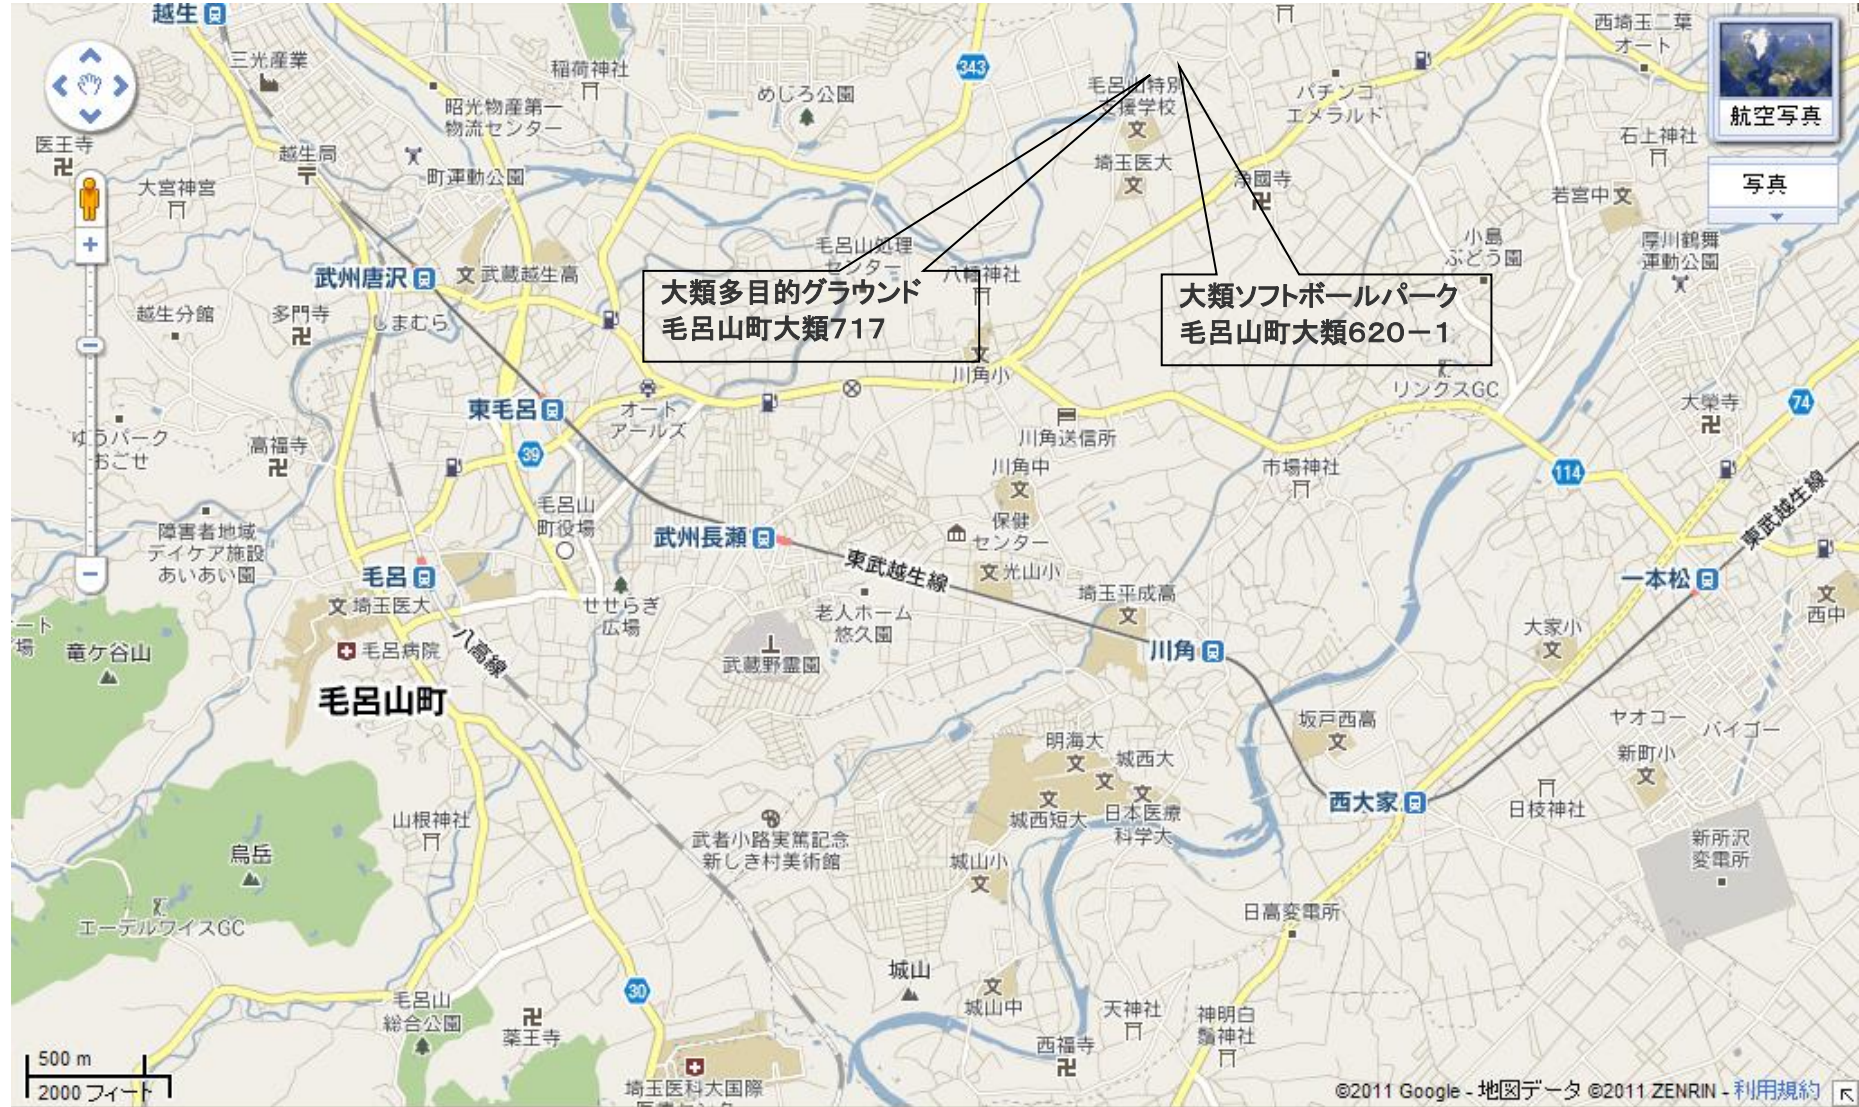 越生
三光産業
稲荷神社
昭光物産第一
物流センター
めじろ公園
343
毛呂山特別
支援学校
パチンコ
エメラルド
西埼玉二葉
オート
航空写真
写真
医王寺
越生局
町運動公園
大宮神宮
埼玉医大
浄國寺
石上神社
若宮中
武州唐沢
武蔵越生高
毛呂山処理
センター
八幡神社
小島
ぶどう園
厚川鶴舞
運動公園
大類多目的グラウンド
毛呂山町大類717
大類ソフトボールパーク
毛呂山町大類620-1
越生分館
多門寺
しまむら
川角小
リンクスGC
東毛呂
オート
アールズ
川角送信所
大榮寺
74
ゆうパーク
おごせ
高福寺
39
川角中
市場神社
114
毛呂山
町役場
武州長瀬
保健
センター
東武越生線
障害者地域
デイケア施設
あいあい園
毛呂
東武越生線
光山小
埼玉平成高
一本松
西中
埼玉医大
せせらぎ
広場
老人ホーム
悠久園
大家小
ート
場
竜ケ谷山
毛呂病院
八高線
武蔵野霊園
川角
毛呂山町
坂戸西高
ヤオコー
バイゴー
明海大
城西大
新町小
城西短大
日本医療
科学大
西大家
日枝神社
山根神社
武者小路実篤記念
新しき村美術館
城山小
新所沢
変電所
烏岳
エーデルワイスGC
日高変電所
城山
30
毛呂山
総合公園
薬王寺
城山中
天神社
神明白
鬚神社
西福寺
500 m
2000 フィート
埼玉医科大国際
©2011 Google - 地図データ ©2011 ZENRIN - 利用規約